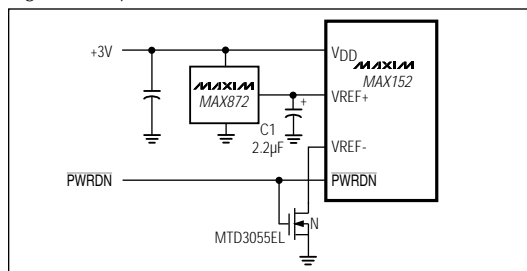 +3V
VDD
MAXIM
MAX152
MAXIM
MAX872
VREF+
+
C1
2.2µF
VREF-
PWRDN
PWRDN
N
MTD3055EL